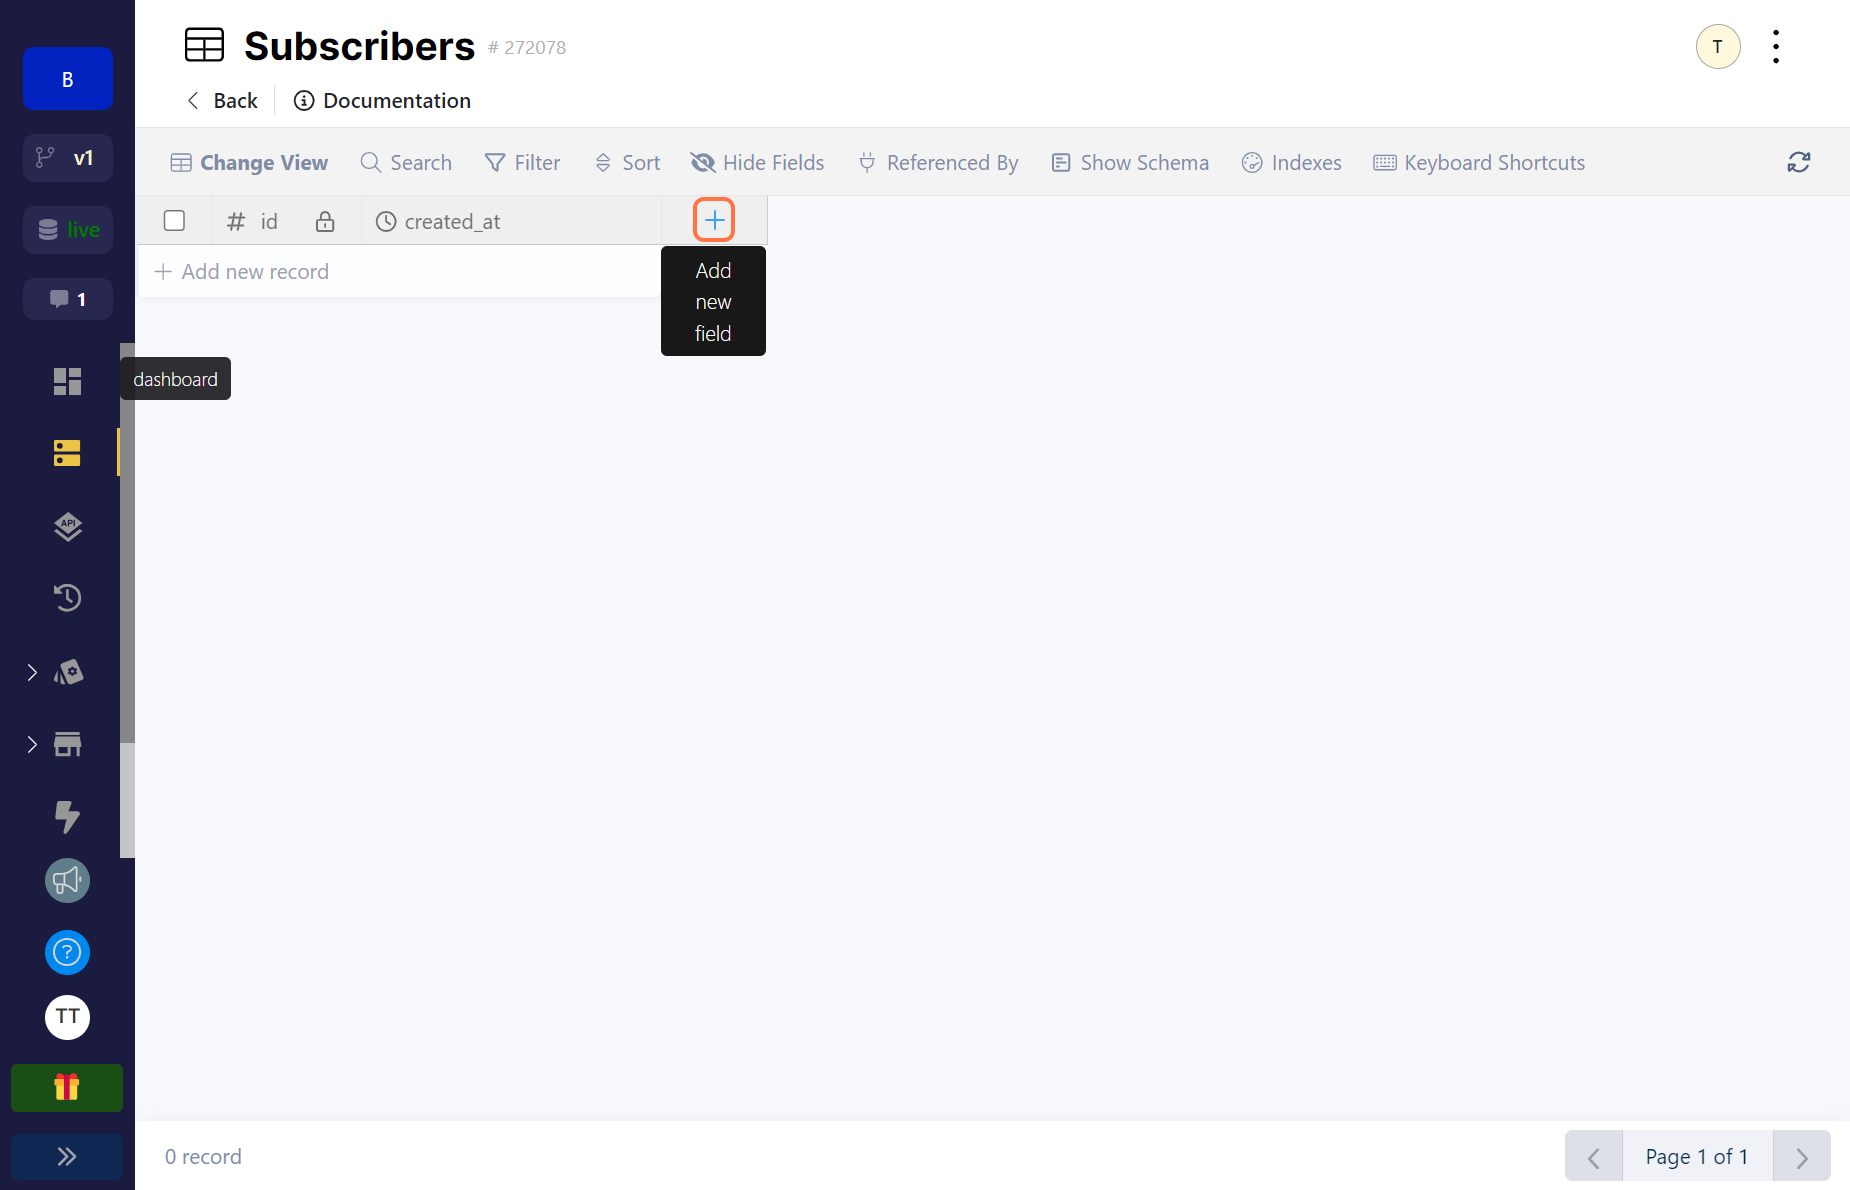 B
v1
live
1
dashboard
API
?
TT
Subscribers # 272078
T
Back
Documentation
Change View
Search
Filter
Sort
Hide Fields
Referenced By
Show Schema
Indexes
Keyboard Shortcuts
# id
created_at
+
+ Add new record
Add
new
field
0 record
Page 1 of 1